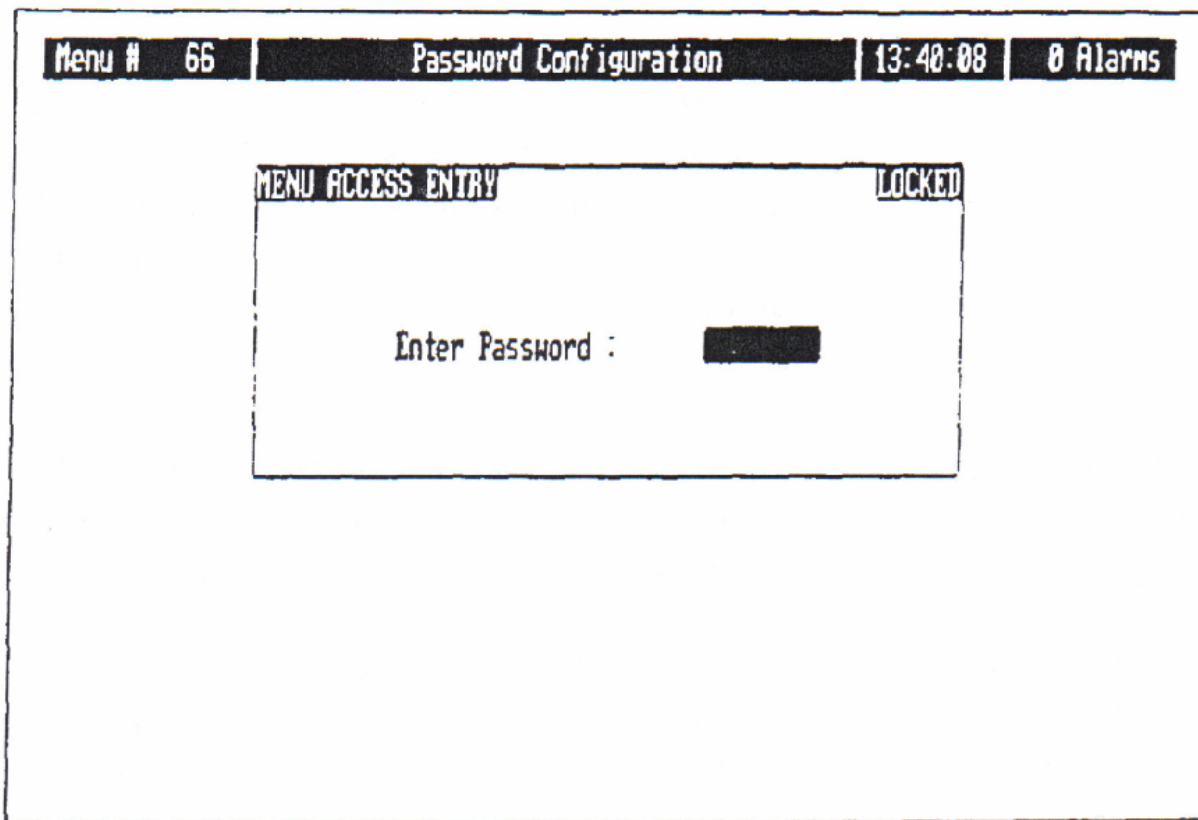 Menu # 66 Password Configuration 13:40:08 0 Alarms
MENU ACCESS ENTRY LOCKED
Enter Password :